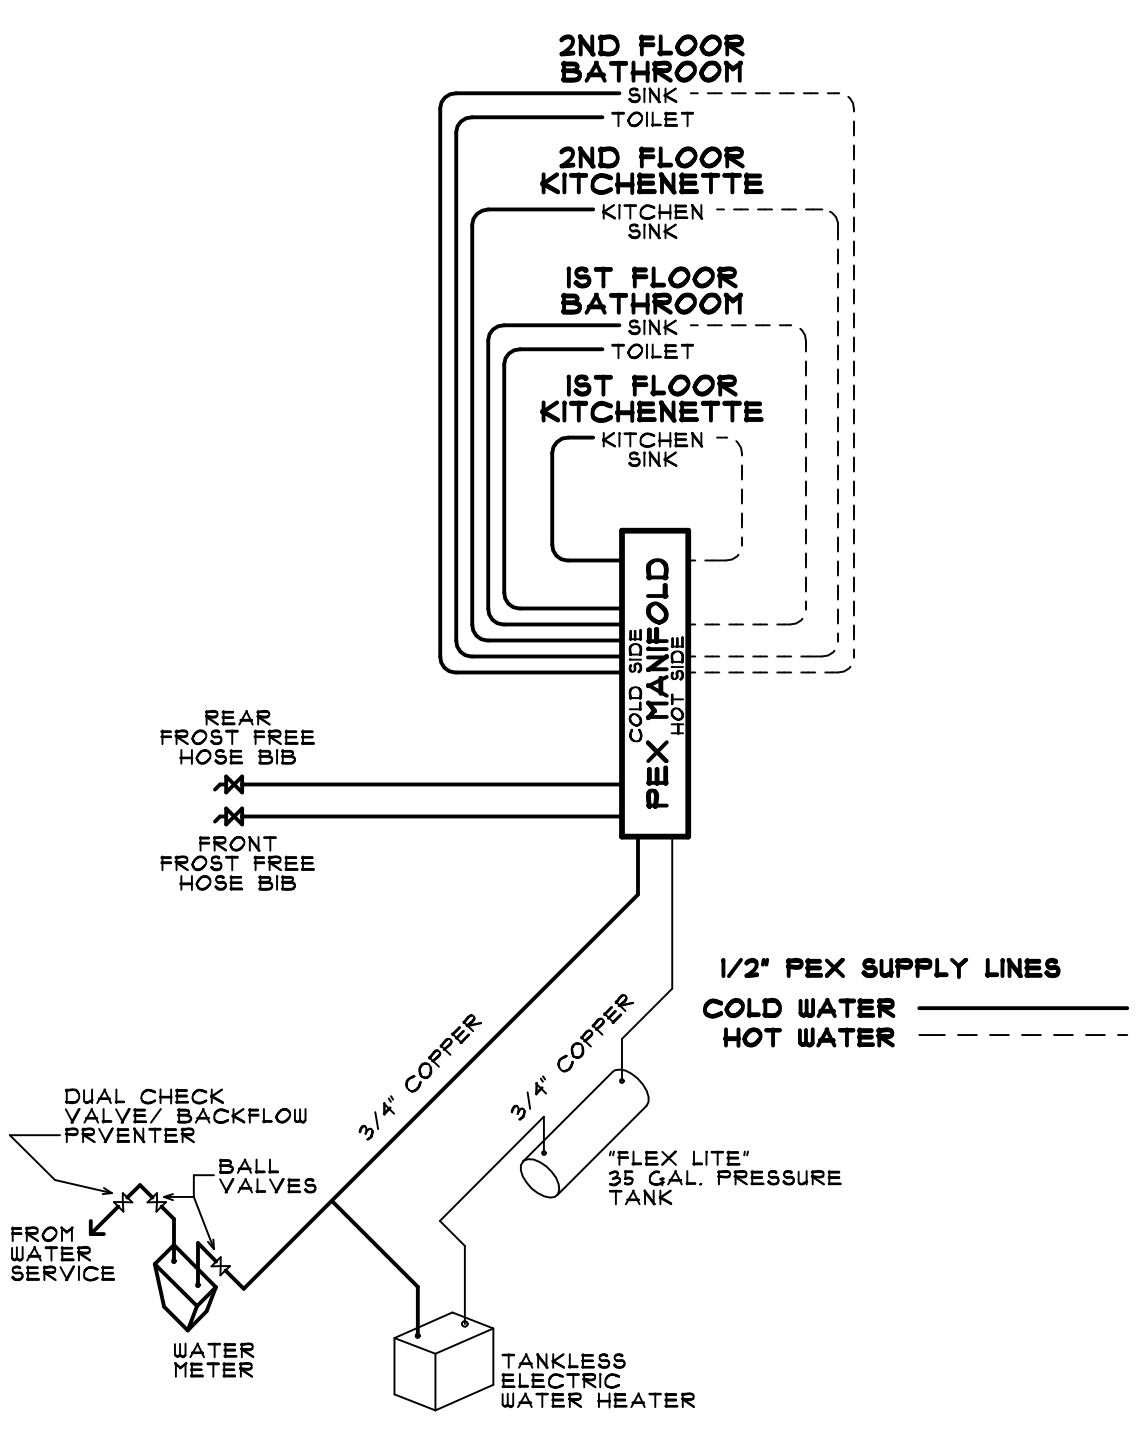 2ND FLOOR
BATHROOM
SINK
TOILET
2ND FLOOR
KITCHENETTE
KITCHEN
SINK
1ST FLOOR
BATHROOM
SINK
TOILET
1ST FLOOR
KITCHENETTE
KITCHEN
SINK
COLD SIDE
PEX MANIFOLD
HOT SIDE
REAR
FROST FREE
HOSE BIB
FRONT
FROST FREE
HOSE BIB
1/2" PEX SUPPLY LINES
COLD WATER
HOT WATER
3/4" COPPER
3/4" COPPER
DUAL CHECK
VALVE/ BACKFLOW
PRVENTER
BALL
VALVES
"FLEX LITE"
35 GAL. PRESSURE
TANK
FROM
WATER
SERVICE
WATER
METER
TANKLESS
ELECTRIC
WATER HEATER